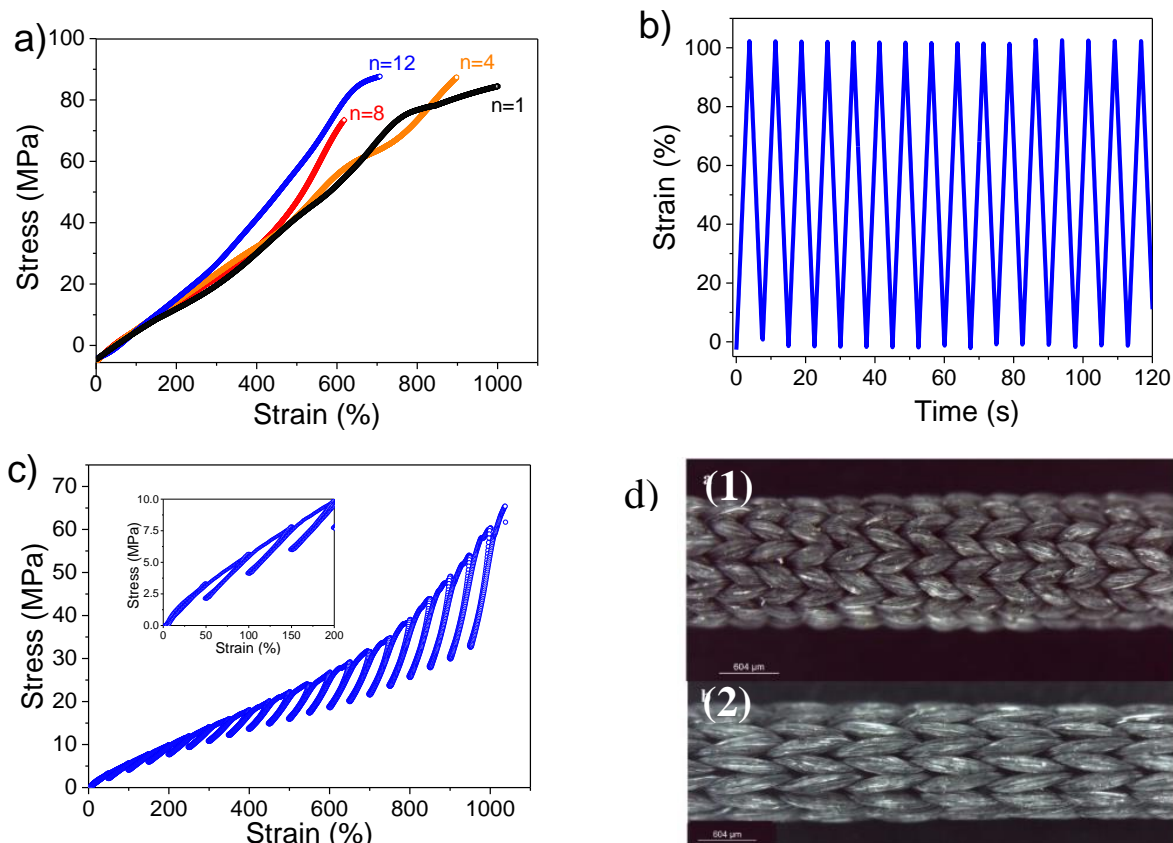 a)
100
80
60
40
20
0
Stress (MPa)
n=12
n=4
n=8
n=1
0 200 400 600 800 1000
Strain (%)
b)
100
80
60
40
20
0
Strain (%)
0 20 40 60 80 100 120
Time (s)
c)
70
60
50
40
30
20
10
0
Stress (MPa)
10.0
7.5
5.0
2.5
0.0
Stress (MPa)
0 50 100 150 200
Strain (%)
0 200 400 600 800 1000
Strain (%)
d)
(1)
604 µm
(2)
604 µm